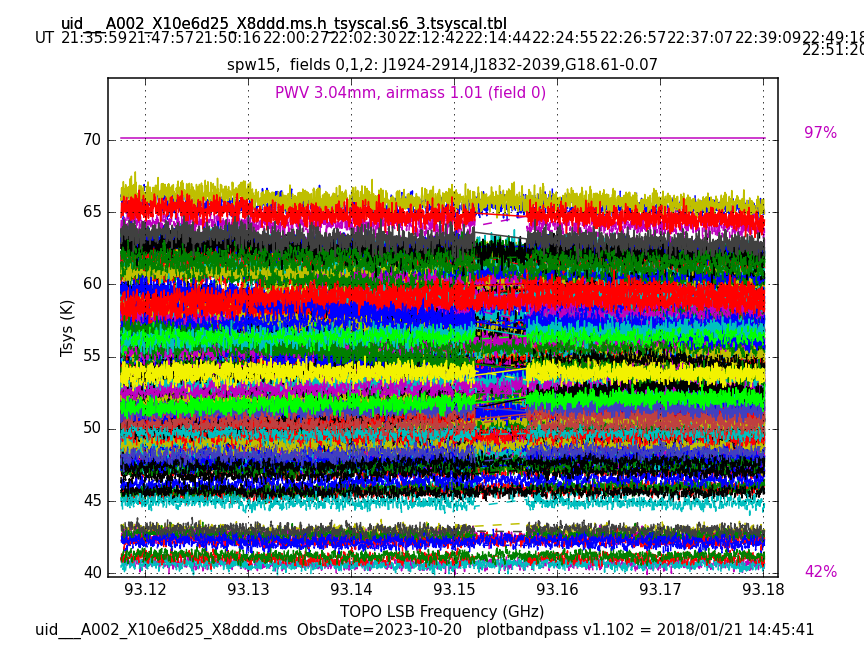 uid___A002_X10e6d25_X8ddd.ms.h_tsyscal.s6_3.tsyscal.tbl
UT 21:35:59 21:47:57 21:50:16 22:00:27 22:02:30 22:12:42 22:14:44 22:24:55 22:26:57 22:37:07 22:39:09 22:49:18
22:51:20
spw15,  fields 0,1,2: J1924-2914,J1832-2039,G18.61-0.07
PWV 3.04mm, airmass 1.01 (field 0)
97%
70
65
60
55
50
45
40
42%
Tsys (K)
93.12 93.13 93.14 93.15 93.16 93.17 93.18
TOPO LSB Frequency (GHz)
uid___A002_X10e6d25_X8ddd.ms  ObsDate=2023-10-20   plotbandpass v1.102 = 2018/01/21 14:45:41